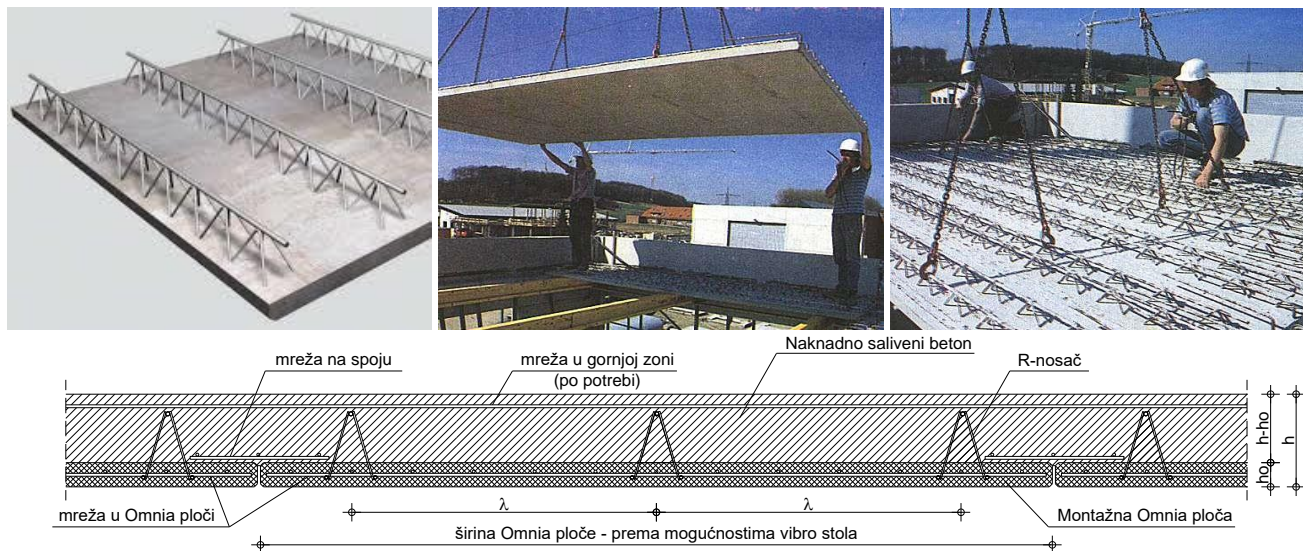 mreža na spoju
mreža u gornjoj zoni
(po potrebi)
Naknadno saliveni beton
R-nosač
h-ho
h
ho
mreža u Omnia ploči
λ
λ
Montažna Omnia ploča
širina Omnia ploče - prema mogućnostima vibro stola